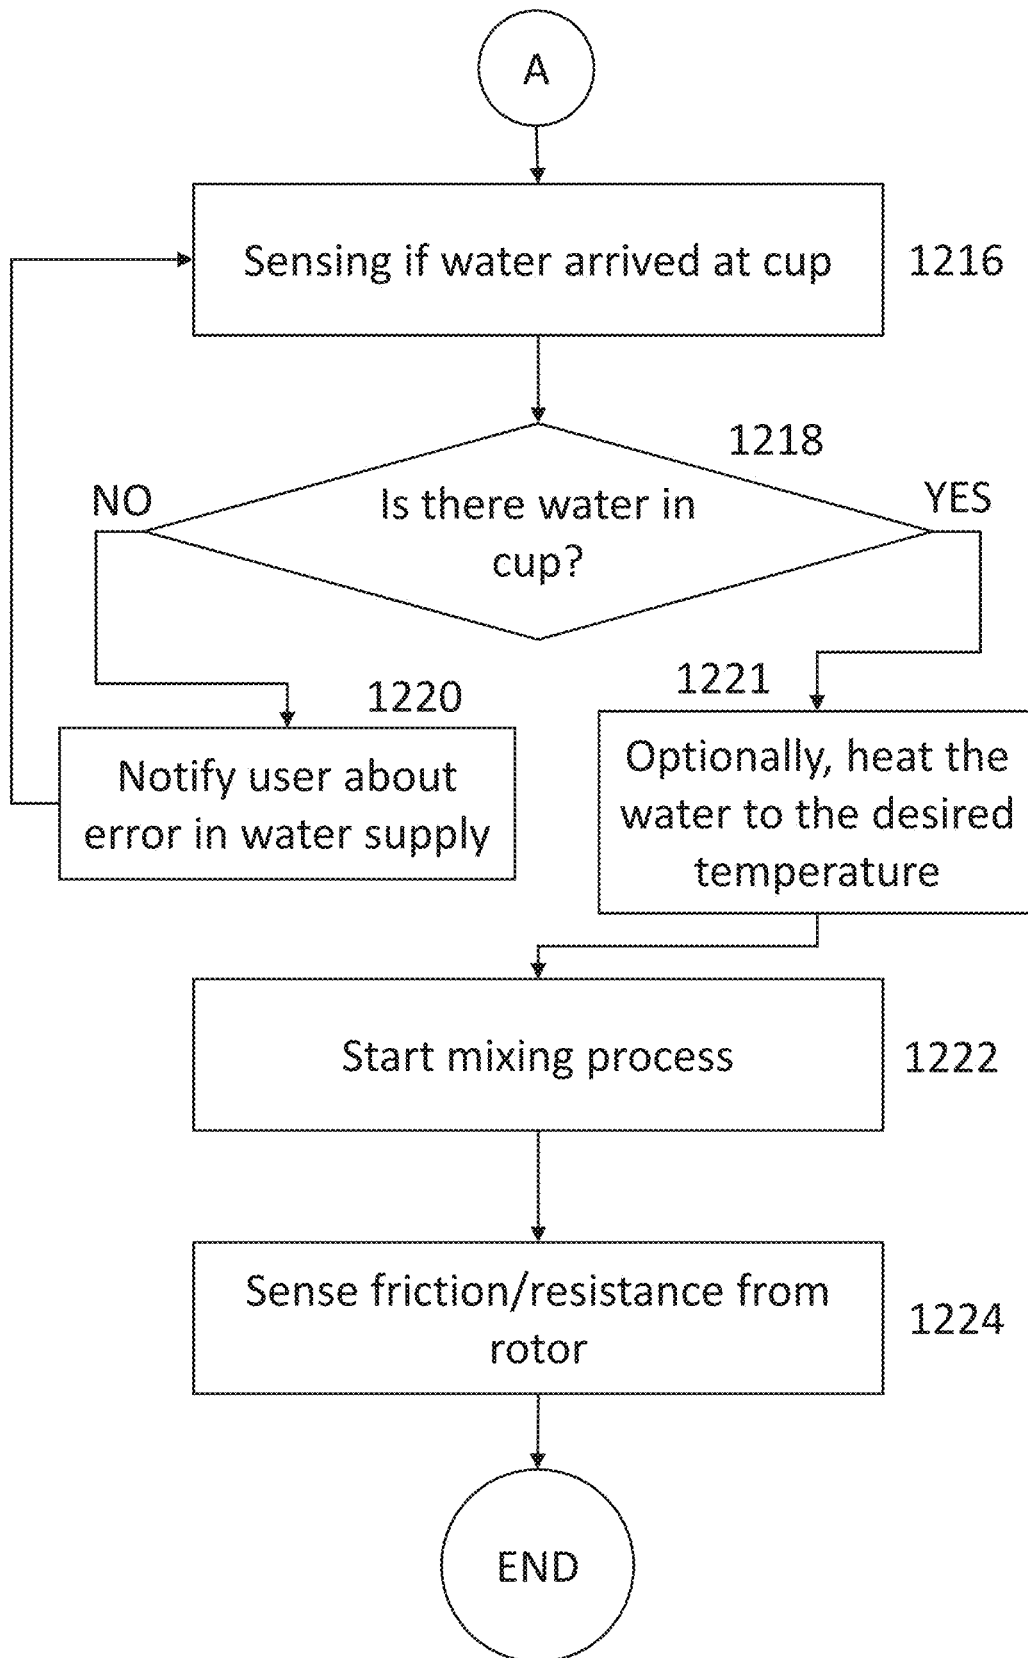 A
Sensing if water arrived at cup
1216
1218
NO
YES
Is there water in
cup?
1220
1221
Notify user about
error in water supply
Optionally, heat the
water to the desired
temperature
Start mixing process
1222
Sense friction/resistance from
rotor
1224
END